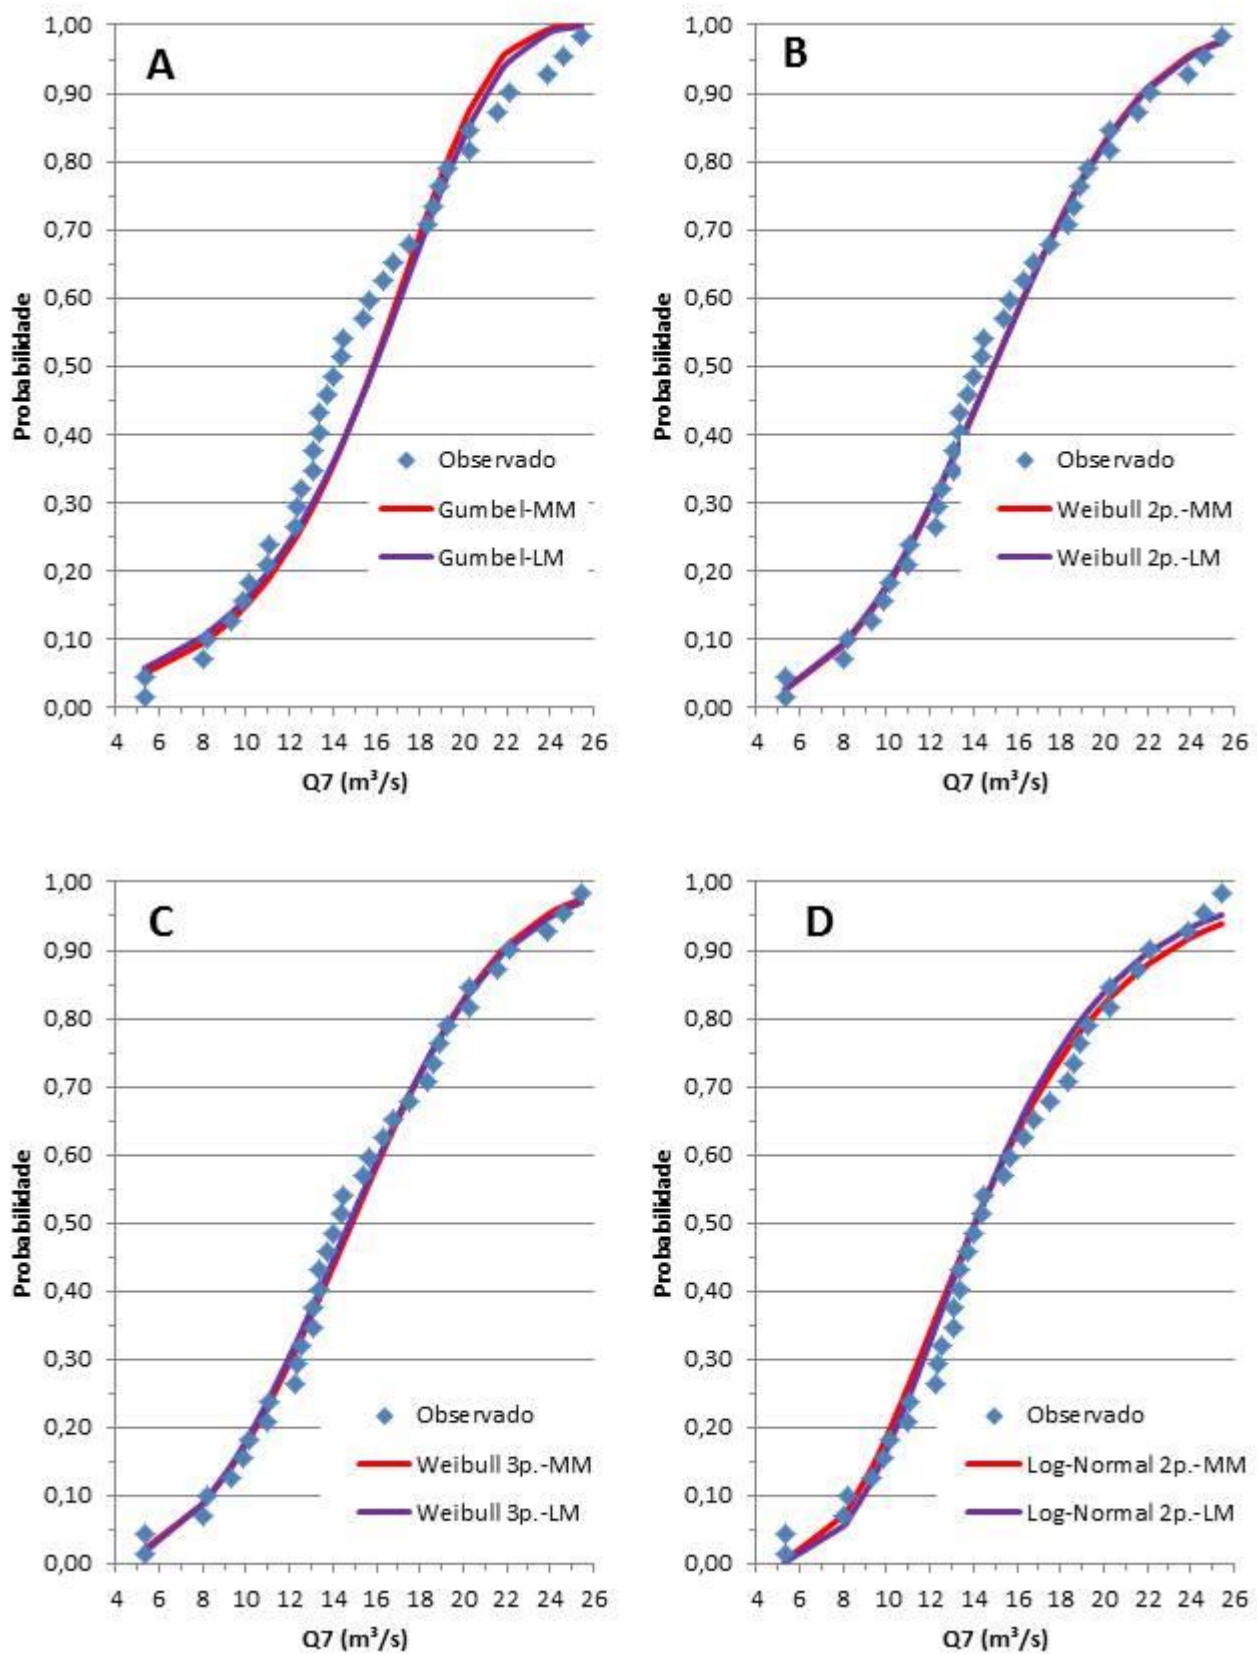 A
Probabilidade
1,00
0,90
0,80
0,70
0,60
0,50
0,40
0,30
0,20
0,10
0,00
Observado
Gumbel-MM
Gumbel-LM
4 6 8 10 12 14 16 18 20 22 24 26
Q7 (m³/s)
B
Probabilidade
1,00
0,90
0,80
0,70
0,60
0,50
0,40
0,30
0,20
0,10
0,00
Observado
Weibull 2p.-MM
Weibull 2p.-LM
4 6 8 10 12 14 16 18 20 22 24 26
Q7 (m³/s)
C
Probabilidade
1,00
0,90
0,80
0,70
0,60
0,50
0,40
0,30
0,20
0,10
0,00
Observado
Weibull 3p.-MM
Weibull 3p.-LM
4 6 8 10 12 14 16 18 20 22 24 26
Q7 (m³/s)
D
Probabilidade
1,00
0,90
0,80
0,70
0,60
0,50
0,40
0,30
0,20
0,10
0,00
Observado
Log-Normal 2p.-MM
Log-Normal 2p.-LM
4 6 8 10 12 14 16 18 20 22 24 26
Q7 (m³/s)